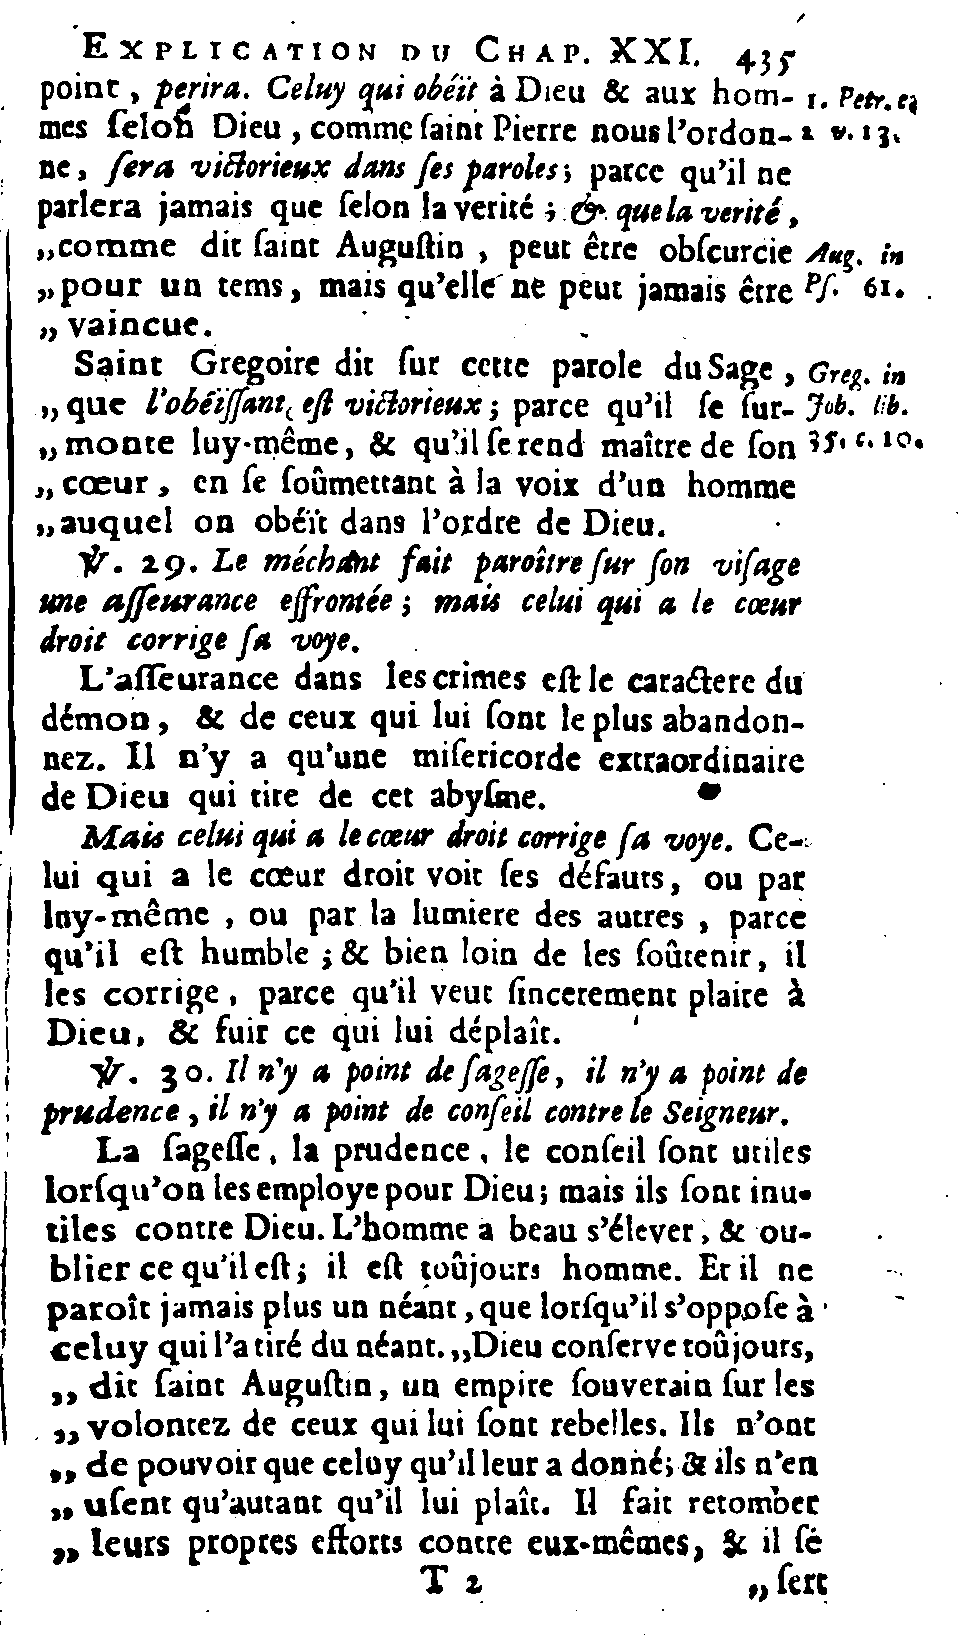 EXPLICATION DU CHAP. XXI. 435
point, perira. Celuy qui obéït à Dieu & aux hom-
mes ſelon Dieu, comme ſaint Pierre nous l'ordon-
ne, ſera victorieux dans ſes paroles; parce qu'il ne
parlera jamais que ſelon la verité; & que la verité,
„comme dit ſaint Auguſtin, peut être obſcurcie
„pour un tems, mais qu'elle ne peut jamais être
„vaincue.
1. Petr.
2 v. 13.
Aug. in
Pſ. 61.
Saint Gregoire dit ſur cette parole du Sage,
„que l'obéïſſant eſt victorieux; parce qu'il ſe ſur-
„monte luy-même, & qu'il ſe rend maître de ſon
„cœur, en ſe ſoûmettant à la voix d'un homme
„auquel on obéït dans l'ordre de Dieu.
Greg. in
Job. lib.
35. c. 10.
℣. 29. Le méchant fait paroître ſur ſon viſage
une aſſeurance effrontée; mais celui qui a le cœur
droit corrige ſa voye.
L'aſſeurance dans les crimes eſt le caractere du
démon, & de ceux qui lui ſont le plus abandon-
nez. Il n'y a qu'une miſericorde extraordinaire
de Dieu qui tire de cet abyſme.
Mais celui qui a le cœur droit corrige ſa voye. Ce-
lui qui a le cœur droit voit ſes défauts, ou par
luy-même, ou par la lumiere des autres, parce
qu'il eſt humble; & bien loin de les ſoûtenir, il
les corrige, parce qu'il veut ſincerement plaire à
Dieu, & fuir ce qui lui déplaît.
℣. 30. Il n'y a point de ſageſſe, il n'y a point de
prudence, il n'y a point de conſeil contre le Seigneur.
La ſageſſe, la prudence, le conſeil ſont utiles
lorſqu'on les employe pour Dieu; mais ils ſont inu-
tiles contre Dieu. L'homme a beau s'élever, & ou-
blier ce qu'il eſt; il eſt toûjours homme. Et il ne
paroît jamais plus un néant, que lorſqu'il s'oppoſe à
celuy qui l'a tiré du néant. „Dieu conſerve toûjours,
„dit ſaint Auguſtin, un empire ſouverain ſur les
„volontez de ceux qui lui ſont rebelles. Ils n'ont
„de pouvoir que celuy qu'il leur a donné; & ils n'en
„uſent qu'autant qu'il lui plaît. Il fait retomber
„leurs propres efforts contre eux-mêmes, & il ſe
T 2 „ſert